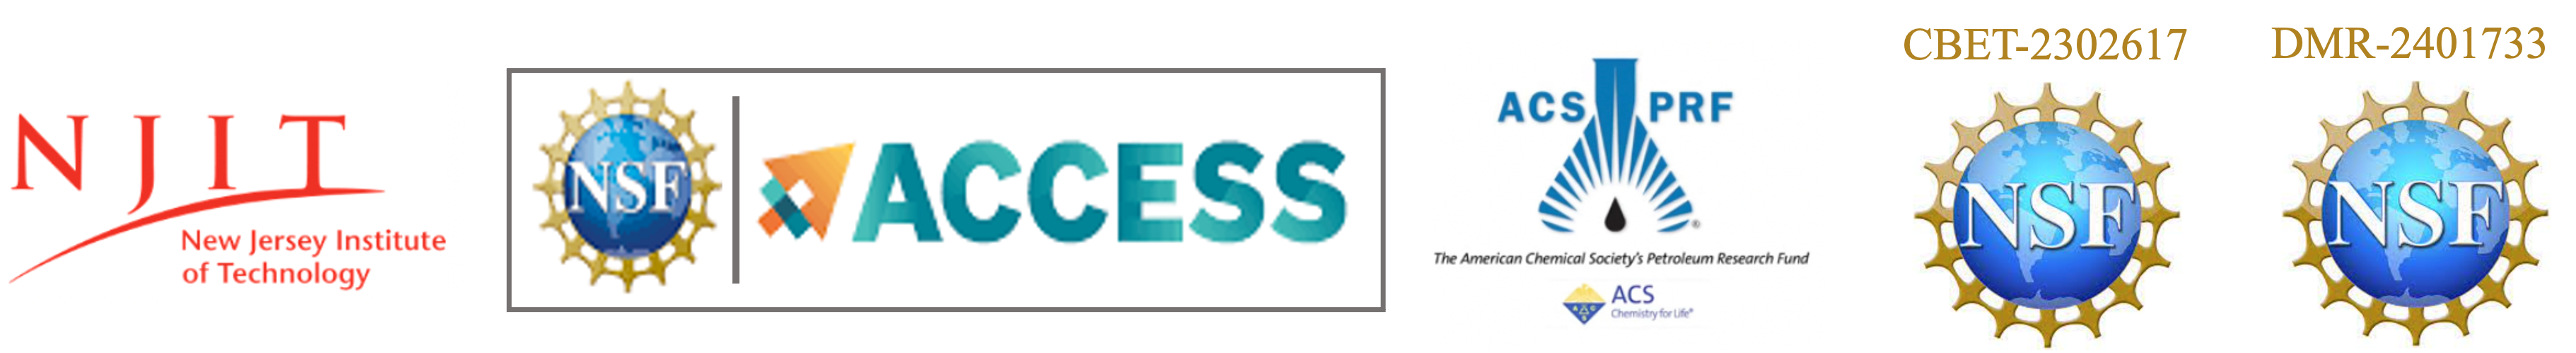 NJIT
New Jersey Institute
of Technology
NSF
ACCESS
ACS PRF
®
The American Chemical Society's Petroleum Research Fund
ACS
Chemistry for Life®
CBET-2302617
NSF
DMR-2401733
NSF